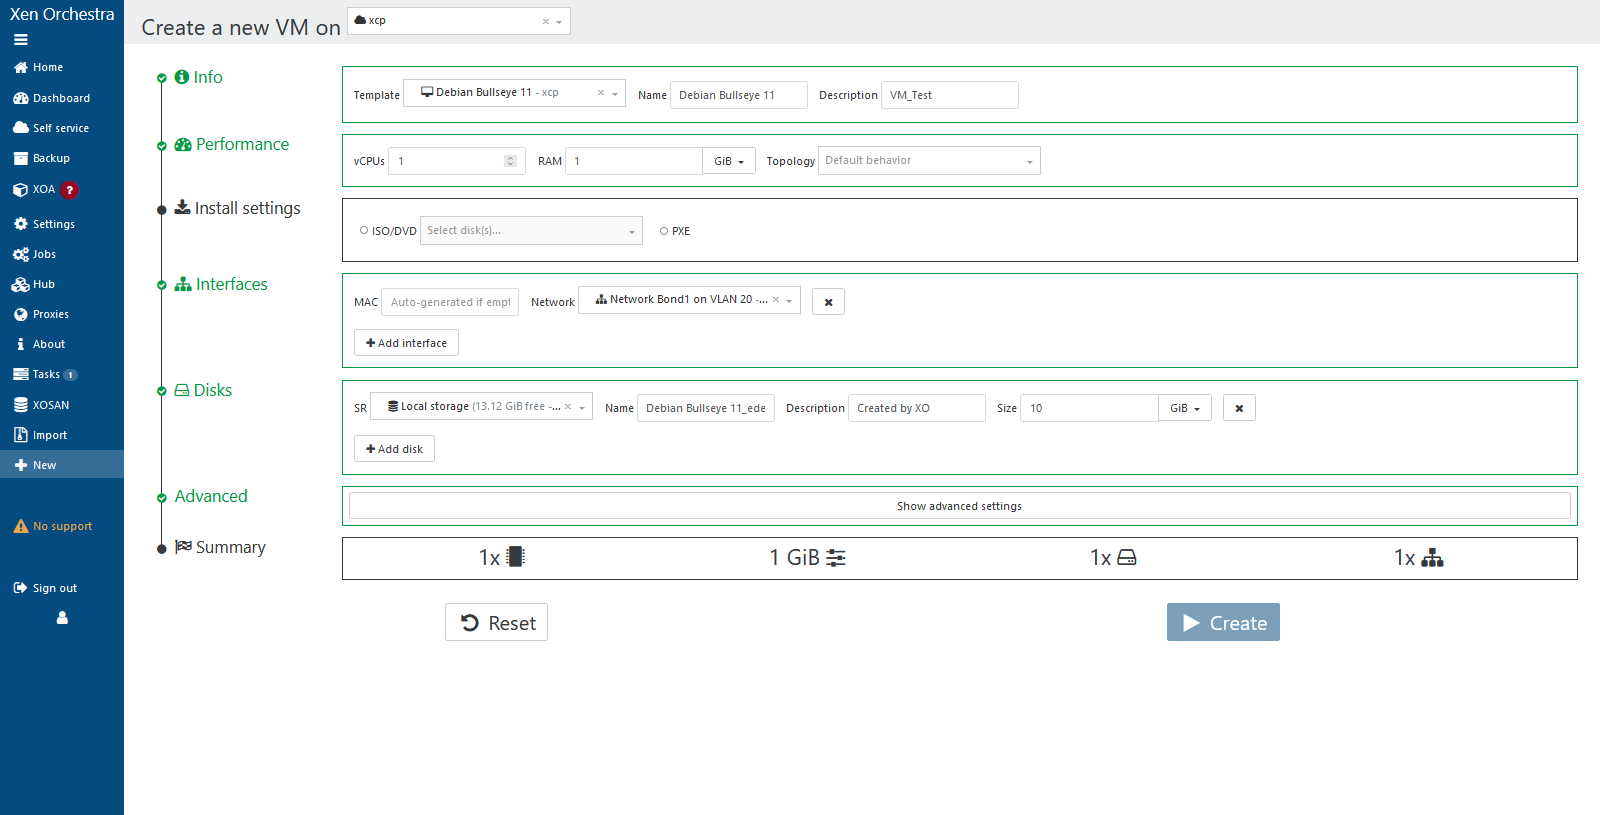 Xen Orchestra
Home
Dashboard
Self service
Backup
XOA ?
Settings
Jobs
Hub
Proxies
About
Tasks 1
XOSAN
Import
New
No support
Sign out
Create a new VM on xcp
Info
Template Debian Bullseye 11 - xcp Name Debian Bullseye 11 Description VM_Test
Performance
vCPUs 1 RAM 1 GiB Topology Default behavior
Install settings
ISO/DVD Select disk(s)... PXE
Interfaces
MAC Auto-generated if empt Network Network Bond1 on VLAN 20 -...
Add interface
Disks
SR Local storage (13.12 GiB free -... Name Debian Bullseye 11_ede Description Created by XO Size 10 GiB
Add disk
Advanced
Show advanced settings
Summary
1x 1 GiB 1x 1x
Reset Create